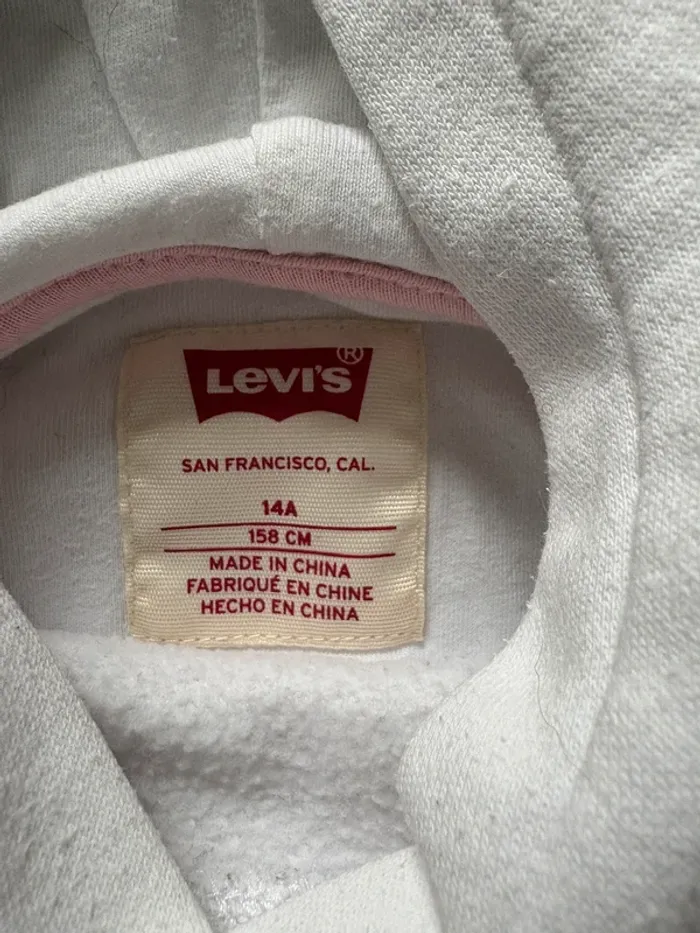 LEVI'S®
SAN FRANCISCO, CAL.
14A
158 CM
MADE IN CHINA
FABRIQUÉ EN CHINE
HECHO EN CHINA